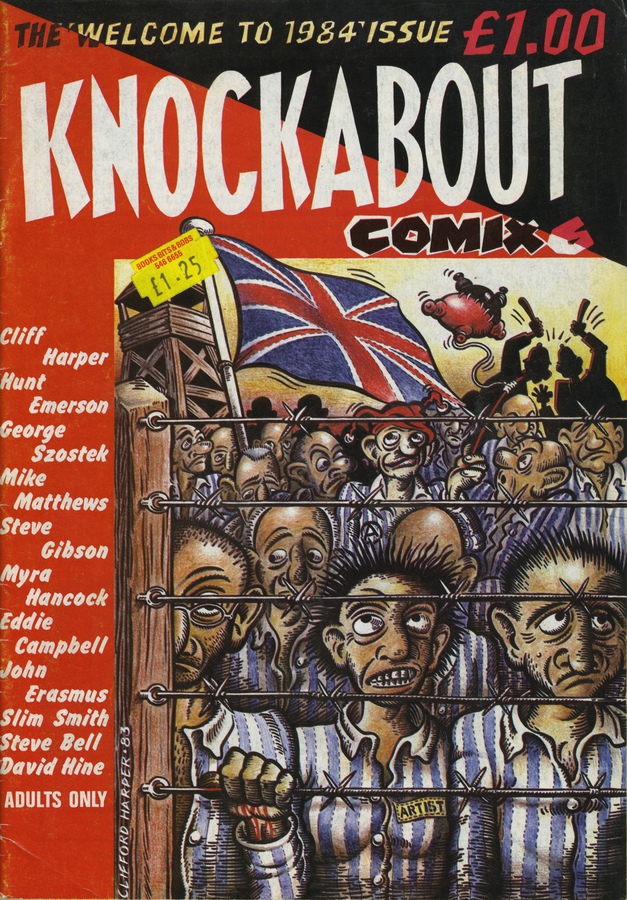 THE 'WELCOME TO 1984' ISSUE £1.00
KNOCKABOUT
COMIX 6
BOOKS BITS & BOBS
546 6655
£1.25
Cliff
Harper
Hunt
Emerson
George
Szostek
Mike
Matthews
Steve
Gibson
Myra
Hancock
Eddie
Campbell
John
Erasmus
Slim Smith
Steve Bell
David Hine
ADULTS ONLY
CLIFFORD HARPER·83
ARTIST